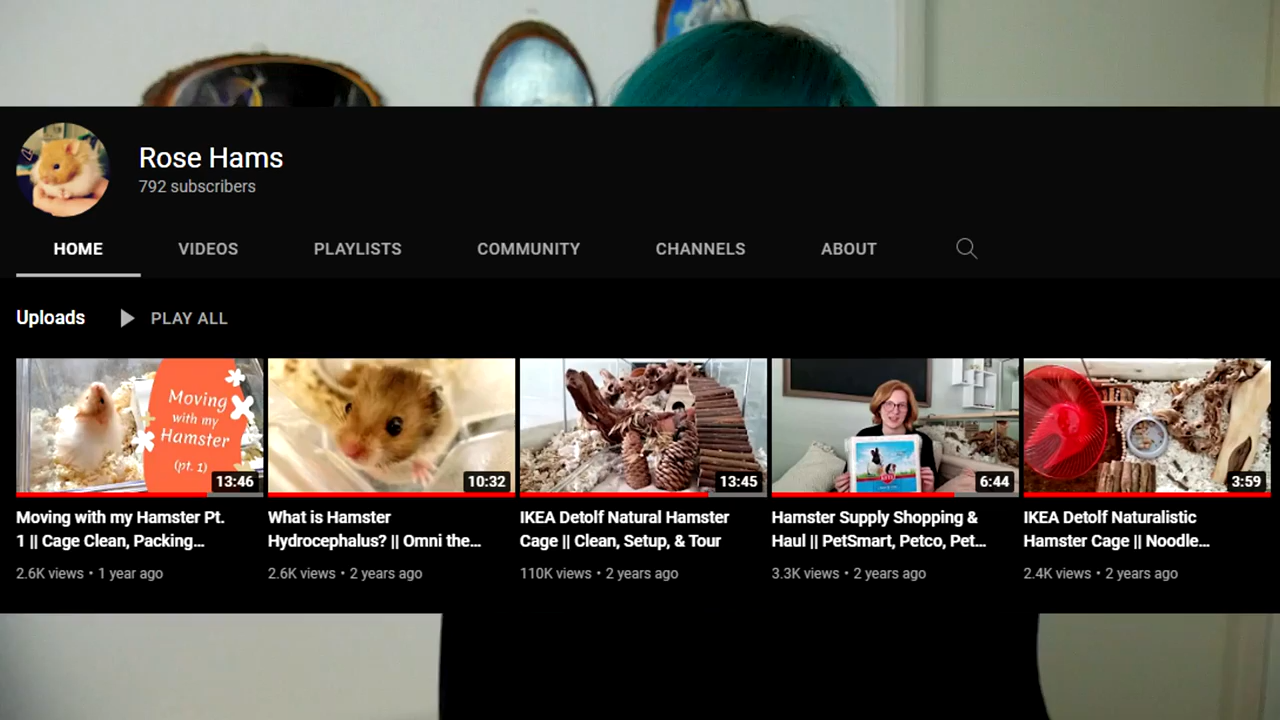 Rose Hams
792 subscribers
HOME VIDEOS PLAYLISTS COMMUNITY CHANNELS ABOUT
Uploads PLAY ALL
Moving
with my
Hamster
(pt. 1)
13:46
10:32
13:45
6:44
3:59
Moving with my Hamster Pt.
1 || Cage Clean, Packing...
2.6K views • 1 year ago
What is Hamster
Hydrocephalus? || Omni the...
2.6K views • 2 years ago
IKEA Detolf Natural Hamster
Cage || Clean, Setup, & Tour
110K views • 2 years ago
Hamster Supply Shopping &
Haul || PetSmart, Petco, Pet...
3.3K views • 2 years ago
IKEA Detolf Naturalistic
Hamster Cage || Noodle...
2.4K views • 2 years ago